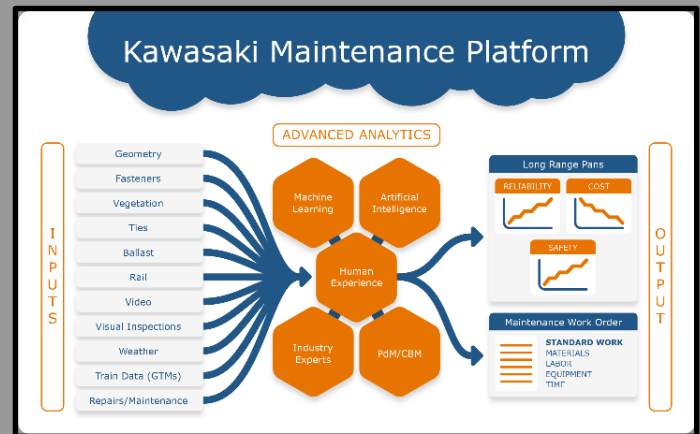 Kawasaki Maintenance Platform
ADVANCED ANALYTICS
INPUTS
Geometry
Fasteners
Vegetation
Ties
Ballast
Rail
Video
Visual Inspections
Weather
Train Data (GTMs)
Repairs/Maintenance
Machine
Learning
Artificial
Intelligence
Human
Experience
Industry
Experts
PdM/CBM
Long Range Pans
RELIABILITY
COST
SAFETY
Maintenance Work Order
STANDARD WORK
MATERIALS
LABOR
EQUIPMENT
TIME
OUTPUT